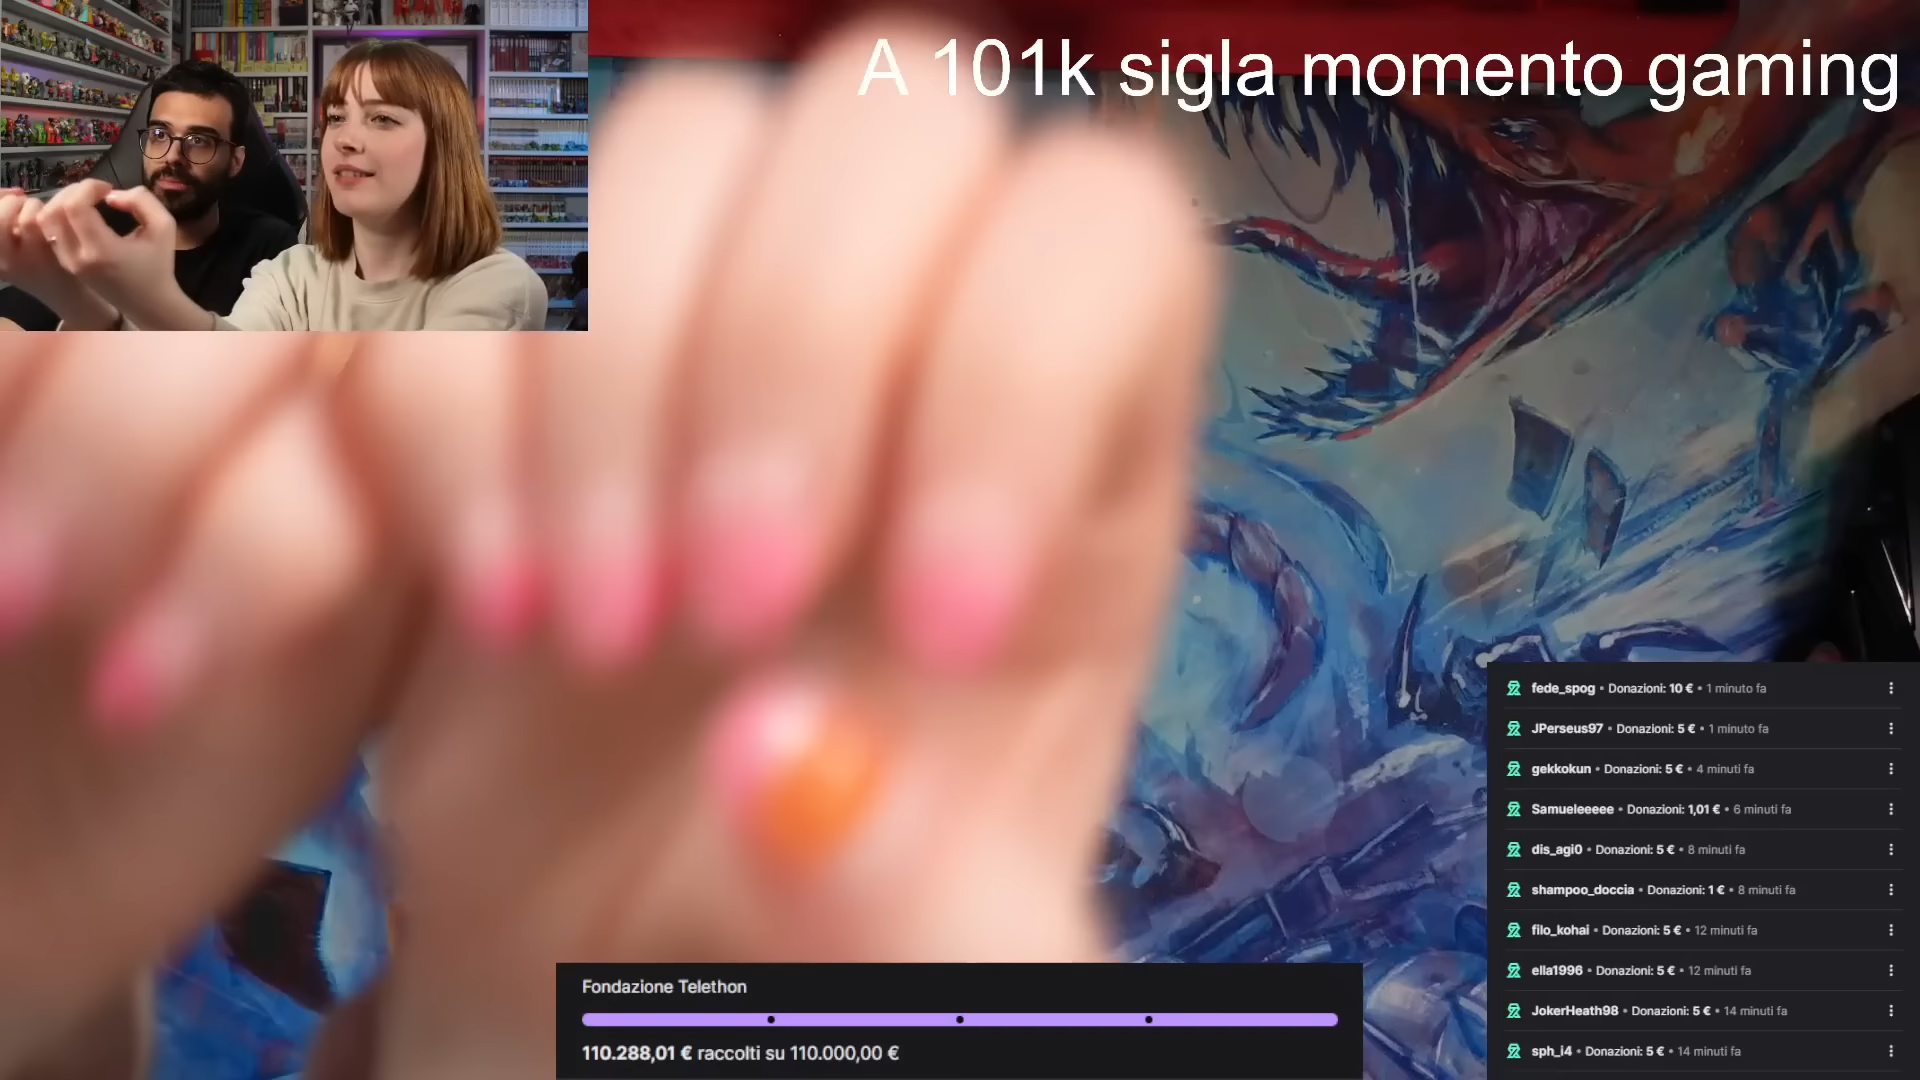 A 101k sigla momento gaming
fede_spog • Donazioni: 10 € • 1 minuto fa
JPerseus97 • Donazioni: 5 € • 1 minuto fa
gekkokun • Donazioni: 5 € • 4 minuti fa
Samueleeeee • Donazioni: 1,01 € • 6 minuti fa
dis_agi0 • Donazioni: 5 € • 8 minuti fa
shampoo_doccia • Donazioni: 1 € • 8 minuti fa
filo_kohai • Donazioni: 5 € • 12 minuti fa
ella1996 • Donazioni: 5 € • 12 minuti fa
JokerHeath98 • Donazioni: 5 € • 14 minuti fa
sph_i4 • Donazioni: 5 € • 14 minuti fa
Fondazione Telethon
110.288,01 € raccolti su 110.000,00 €